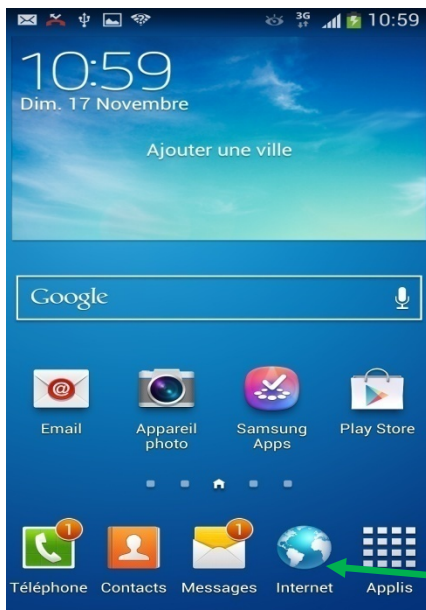 3G 10:59
10:59
Dim. 17 Novembre
Ajouter une ville
Google
@
Email Appareil photo Samsung Apps Play Store
1 1
Téléphone Contacts Messages Internet Applis